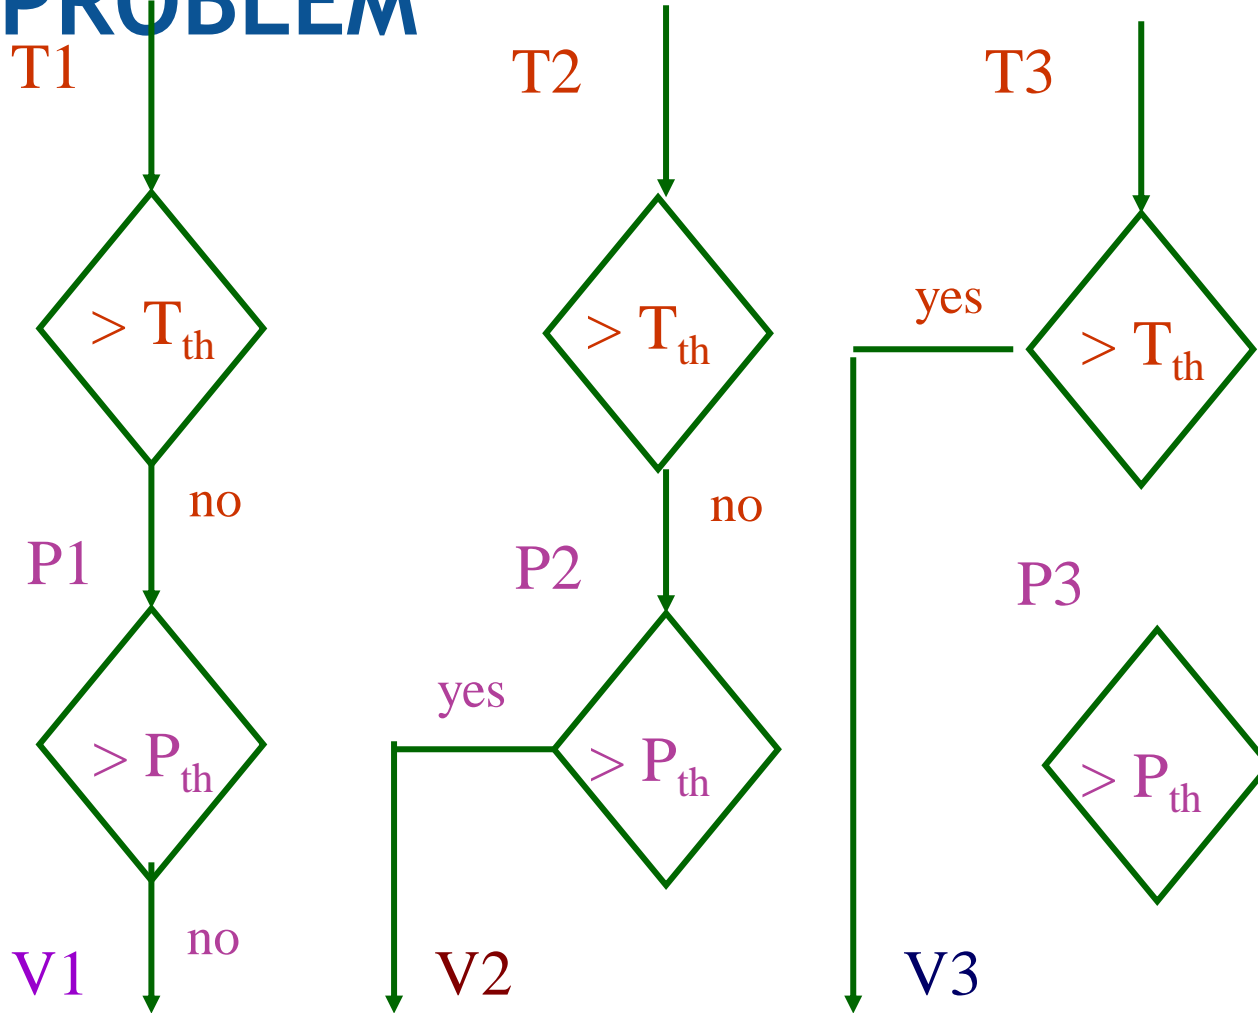 PROBLEM
T1
T2
T3
> Tth
> Tth
yes
> Tth
no
no
P1
P2
P3
> Pth
yes
> Pth
> Pth
no
V1
V2
V3